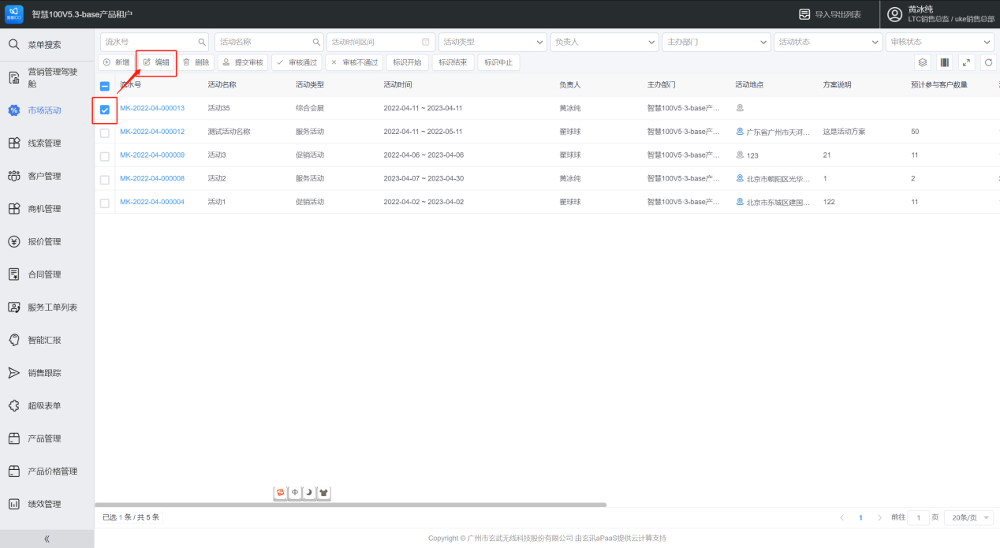 智慧100V5.3-base产品租户
导入导出列表
黄冰纯
LTC销售总监 / uke销售总部
菜单搜索
营销管理驾驶舱
市场活动
线索管理
客户管理
商机管理
报价管理
合同管理
服务工单列表
智能汇报
销售跟踪
超级表单
产品管理
产品价格管理
绩效管理
流水号 活动名称 活动时间区间 活动类型 负责人 主办部门 活动状态 审核状态
新增 编辑 删除 提交审核 审核通过 审核不通过 标识开始 标识结束 标识中止
流水号 活动名称 活动类型 活动时间 负责人 主办部门 活动地点 方案说明 预计参与客户数量
MK-2022-04-000013 活动35 综合会展 2022-04-11 ~ 2023-04-11 黄冰纯 智慧100V5·3-base产...
MK-2022-04-000012 测试活动名称 服务活动 2022-04-11 ~ 2022-05-11 翟球球 智慧100V5·3-base产... 广东省广州市天河... 这是活动方案 50
MK-2022-04-000009 活动3 促销活动 2022-04-06 ~ 2023-04-06 翟球球 智慧100V5·3-base产... 123 21 11
MK-2022-04-000008 活动2 服务活动 2023-04-07 ~ 2023-04-30 黄冰纯 智慧100V5·3-base产... 北京市朝阳区光华... 1 2
MK-2022-04-000004 活动1 促销活动 2022-04-02 ~ 2023-04-02 翟球球 智慧100V5·3-base产... 北京市东城区建国... 122 11
中
已选 1 条 / 共 5 条
1 前往 1 页 20条/页
Copyright © 广州市玄武无线科技股份有限公司 由玄讯aPaaS提供云计算支持